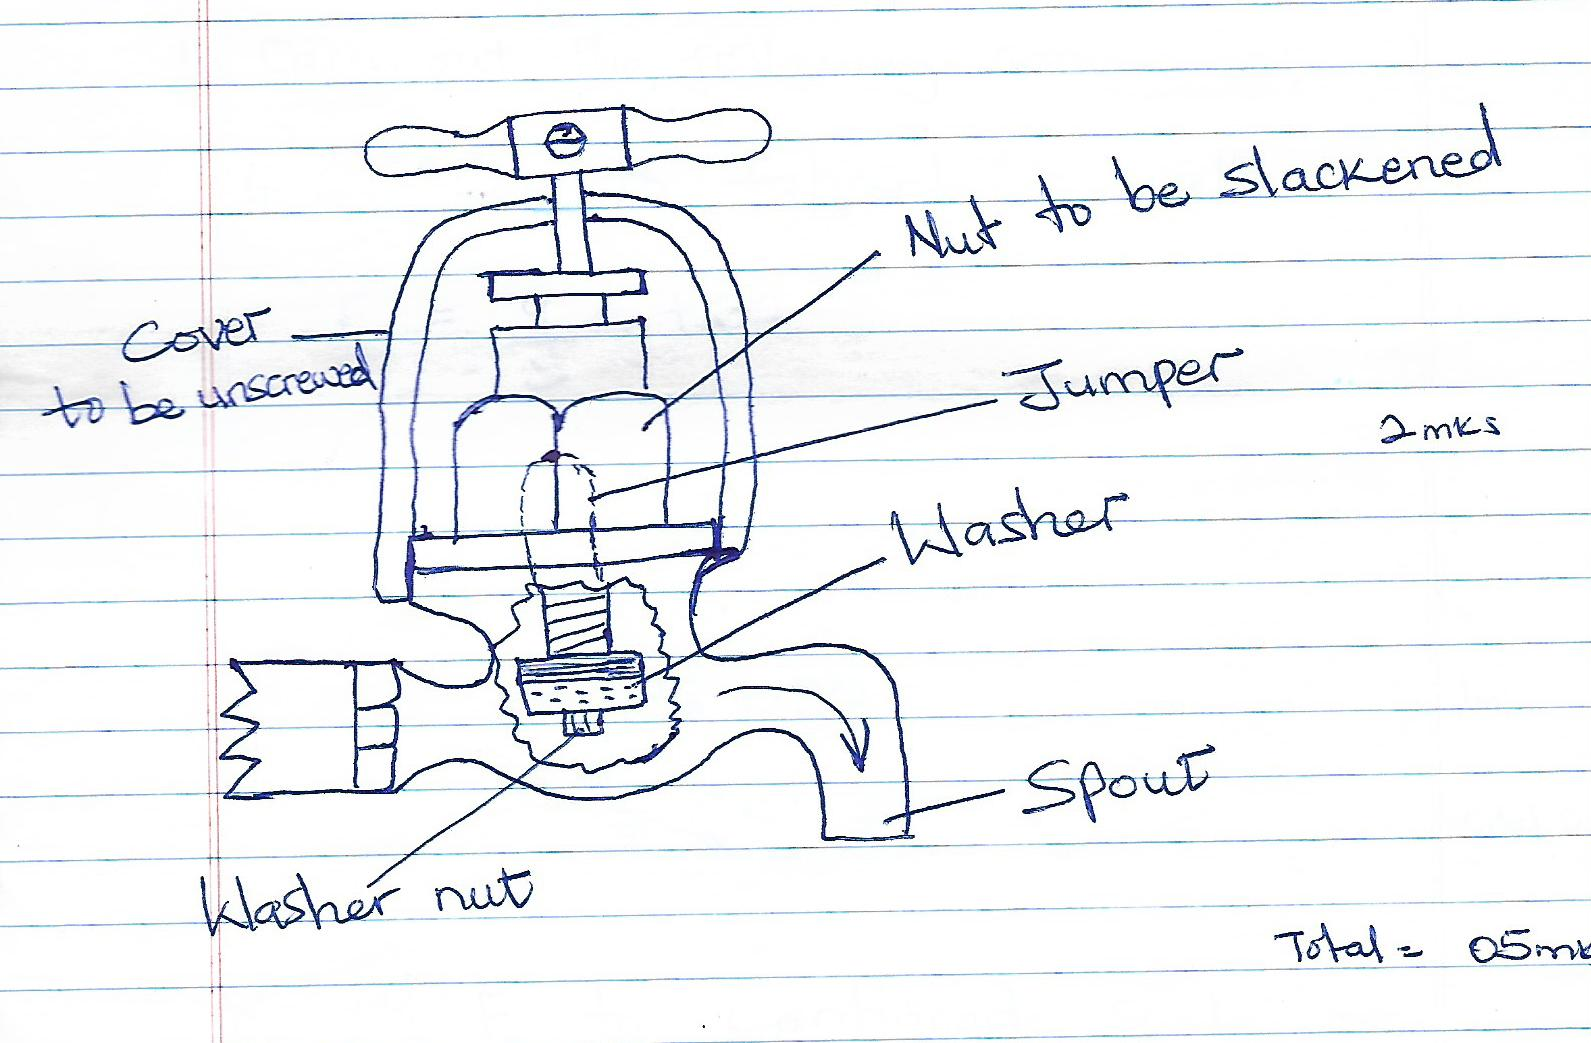 Nut to be slackened
Cover
to be unscrewed
Jumper
2mks
Washer
Spout
Washer nut
Total = 05mk